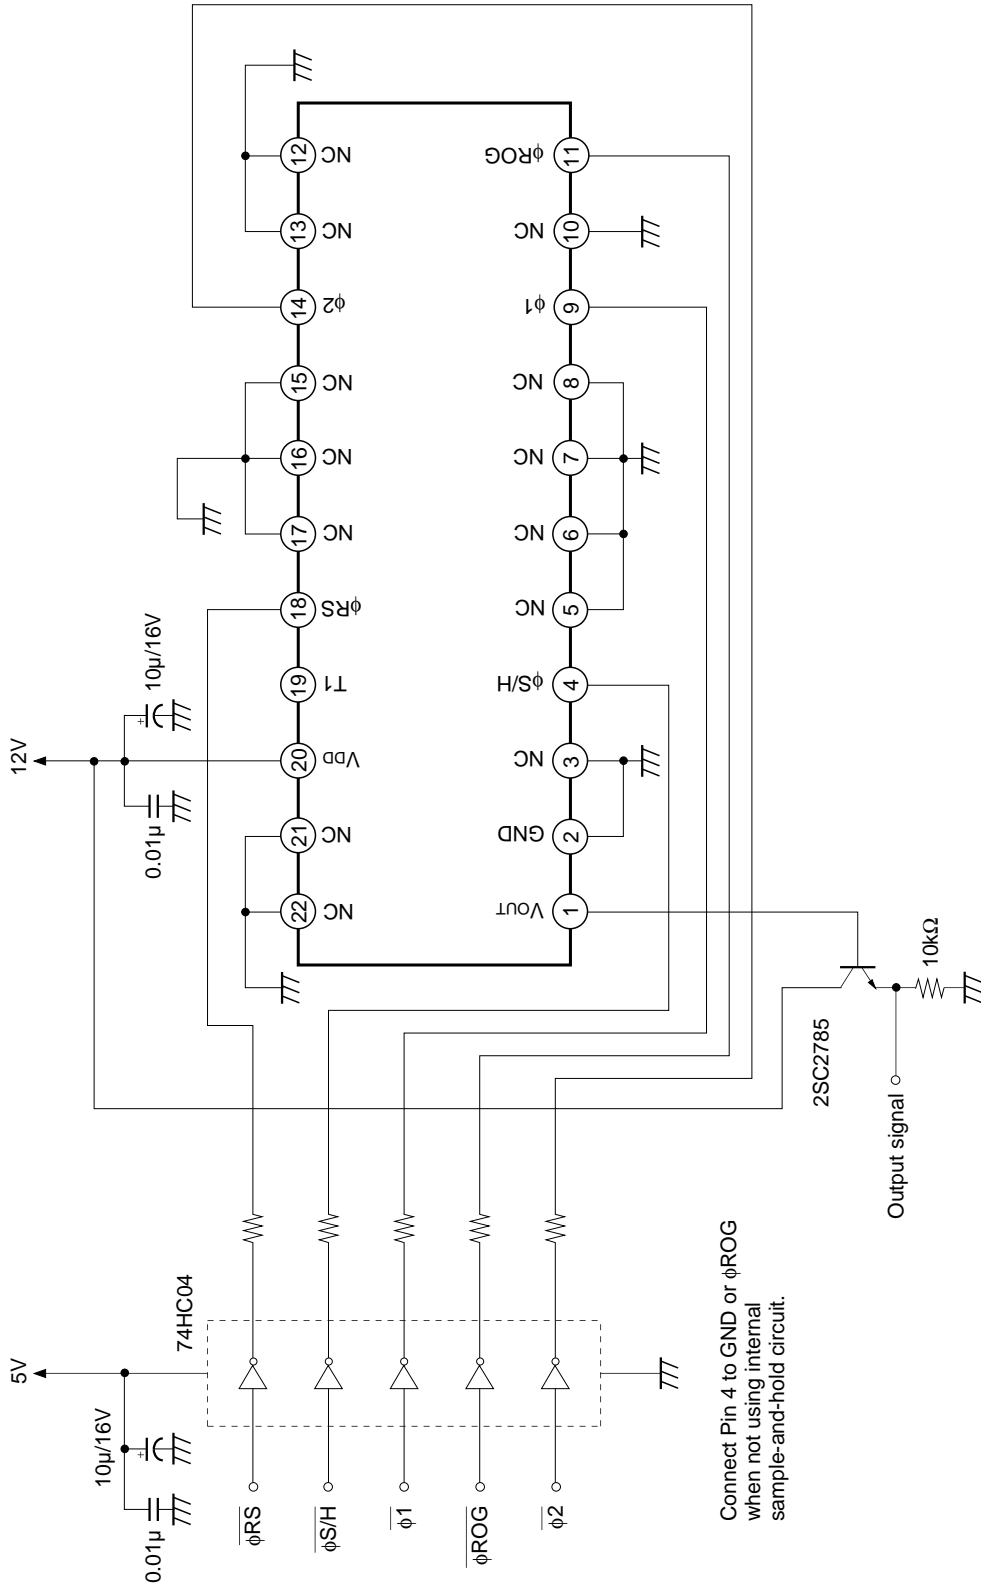 12
NC
13
NC
14
ϕ2
15
NC
16
NC
17
NC
18
ϕRS
19
T1
20
VDD
21
NC
22
NC
11
ϕROG
10
NC
9
ϕ1
8
NC
7
NC
6
NC
5
NC
4
ϕS/H
3
NC
2
GND
1
VOUT
12V
10µ/16V
0.01µ
5V
10µ/16V
0.01µ
74HC04
ϕRS
ϕS/H
ϕ1
ϕROG
ϕ2
2SC2785
10kΩ
Output signal
Connect Pin 4 to GND or ϕROG
when not using internal
sample-and-hold circuit.